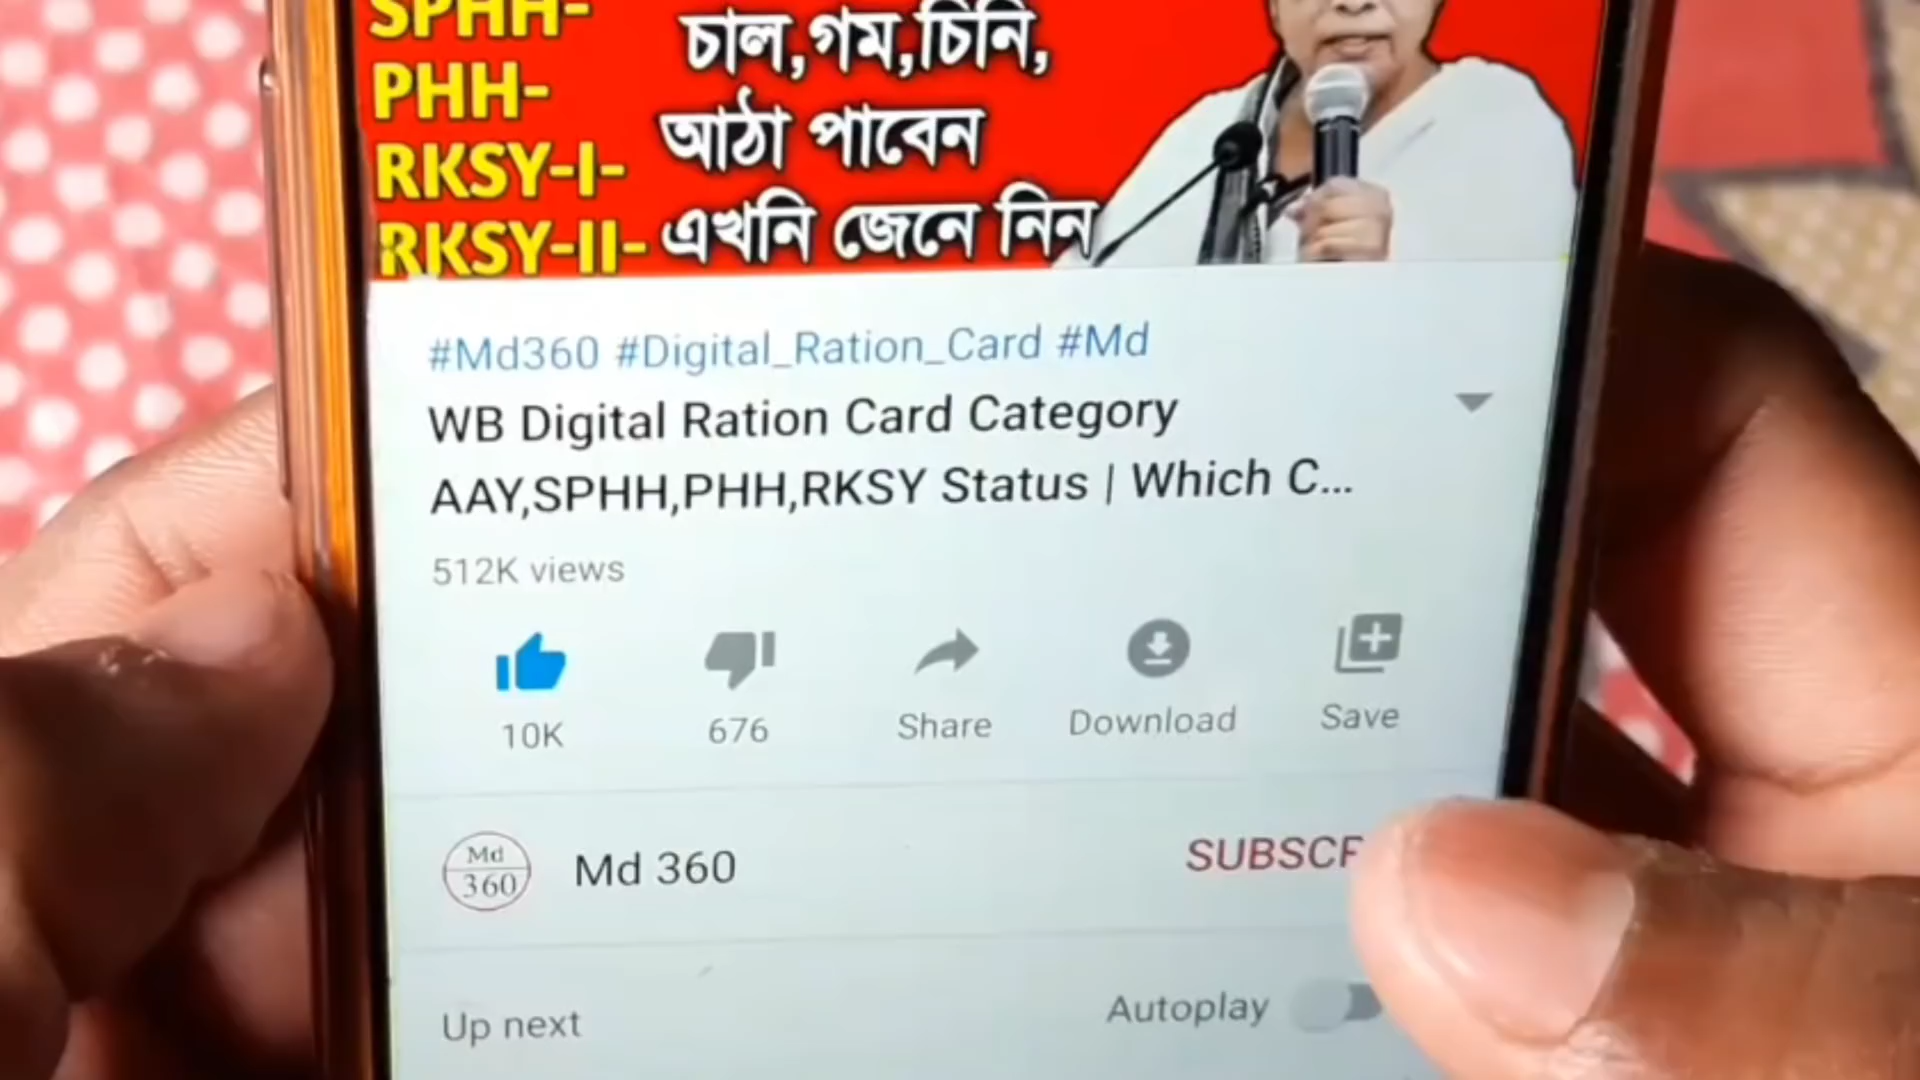 SPHH-
চাল,গম,চিনি,
PHH-
আঠা পাবেন
RKSY-I-
RKSY-II-
এখনি জেনে নিন
#Md360 #Digital_Ration_Card #Md
WB Digital Ration Card Category
AAY,SPHH,PHH,RKSY Status | Which C...
512K views
10K
676
Share
Download
Save
Md
360
Md 360
SUBSCR
Up next
Autoplay